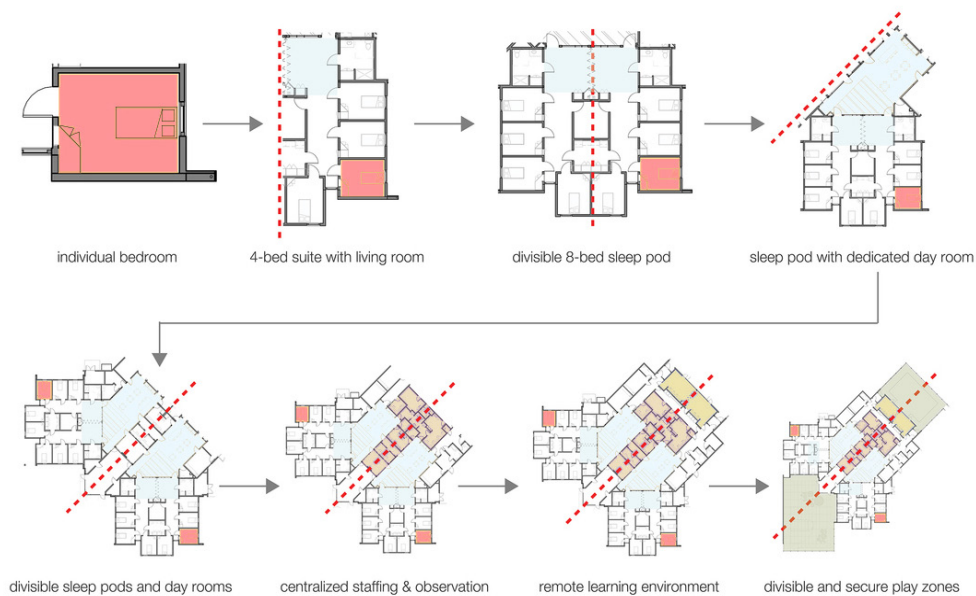 individual bedroom
4-bed suite with living room
divisible 8-bed sleep pod
sleep pod with dedicated day room
divisible sleep pods and day rooms
centralized staffing & observation
remote learning environment
divisible and secure play zones